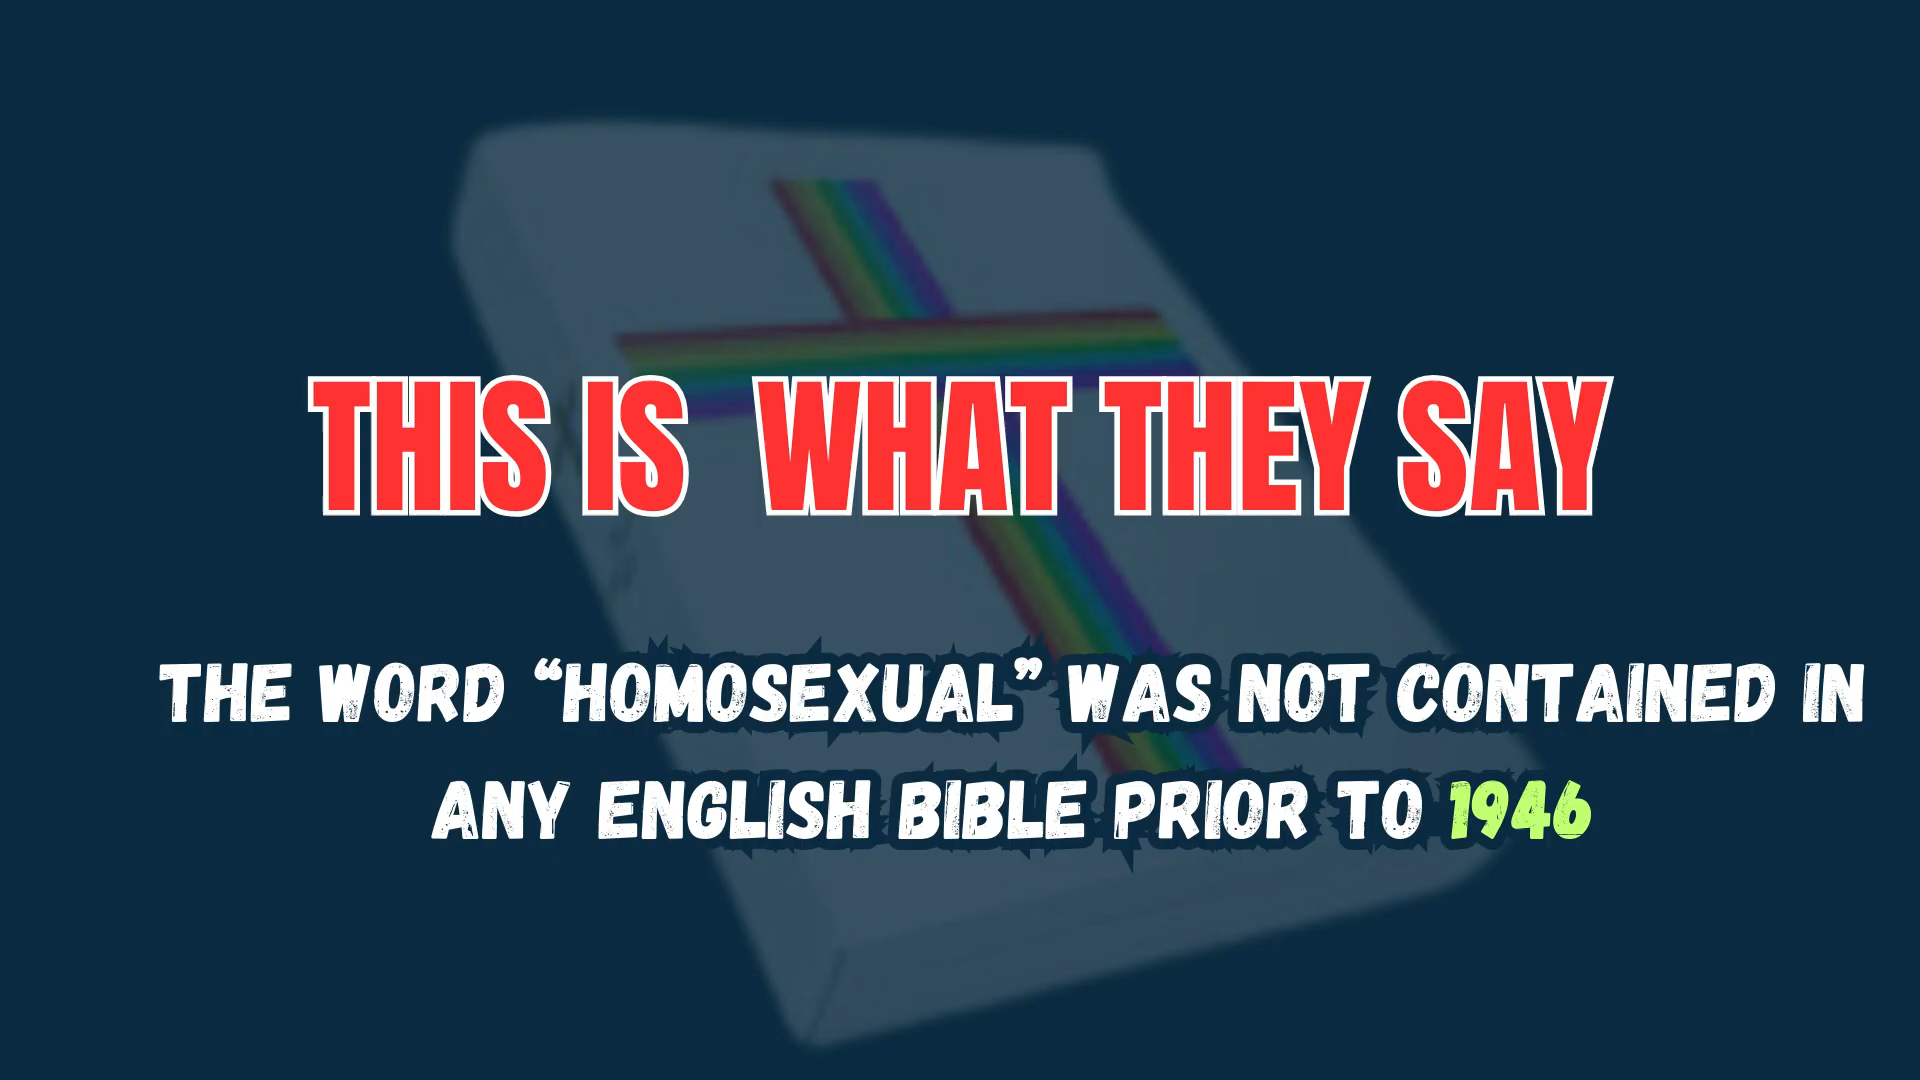 THIS IS  WHAT THEY SAY
THE WORD “HOMOSEXUAL” WAS NOT CONTAINED IN
ANY ENGLISH BIBLE PRIOR TO 1946